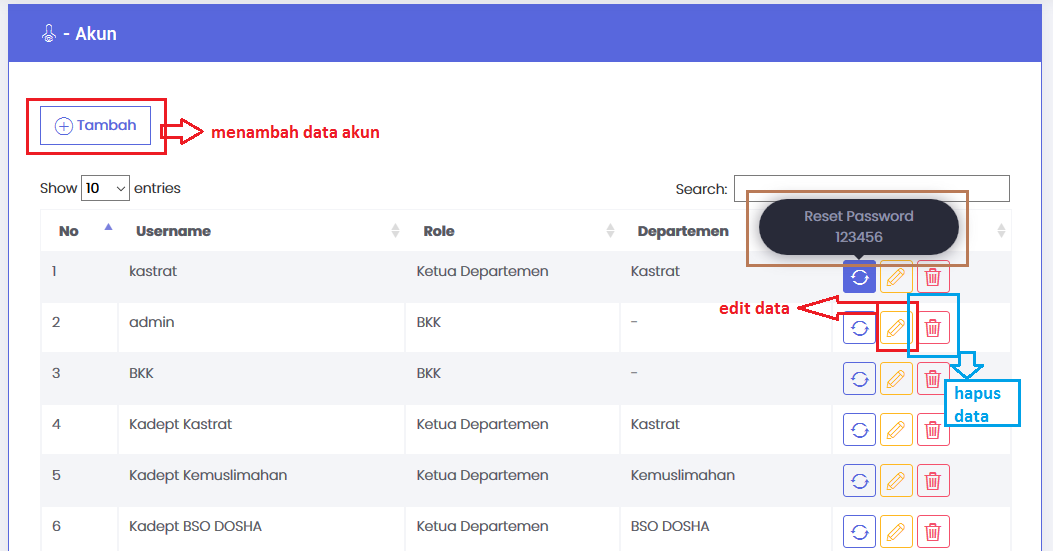 - Akun
Tambah
menambah data akun
Show 10 entries
Search:
Reset Password
123456
No Username Role Departemen
1 kastrat Ketua Departemen Kastrat
edit data
2 admin BKK -
3 BKK BKK -
hapus
data
4 Kadept Kastrat Ketua Departemen Kastrat
5 Kadept Kemuslimahan Ketua Departemen Kemuslimahan
6 Kadept BSO DOSHA Ketua Departemen BSO DOSHA